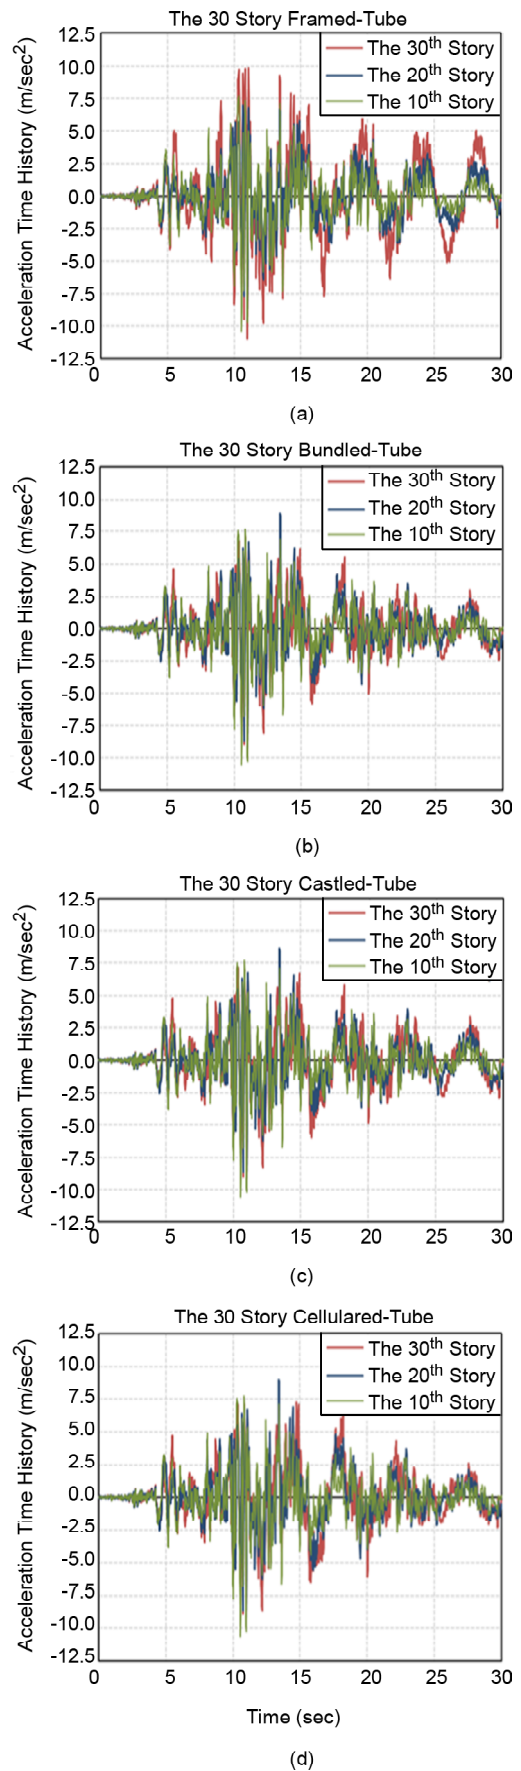 The 30 Story Framed-Tube
Acceleration Time History (m/sec2)
12.5
10.0
7.5
5.0
2.5
0.0
-2.5
-5.0
-7.5
-10.0
-12.5
The 30th Story
The 20th Story
The 10th Story
0 5 10 15 20 25 30
(a)
The 30 Story Bundled-Tube
Acceleration Time History (m/sec2)
12.5
10.0
7.5
5.0
2.5
0.0
-2.5
-5.0
-7.5
-10.0
-12.5
The 30th Story
The 20th Story
The 10th Story
0 5 10 15 20 25 30
(b)
The 30 Story Castled-Tube
Acceleration Time History (m/sec2)
12.5
10.0
7.5
5.0
2.5
0.0
-2.5
-5.0
-7.5
-10.0
-12.5
The 30th Story
The 20th Story
The 10th Story
0 5 10 15 20 25 30
(c)
The 30 Story Cellulared-Tube
Acceleration Time History (m/sec2)
12.5
10.0
7.5
5.0
2.5
0.0
-2.5
-5.0
-7.5
-10.0
-12.5
The 30th Story
The 20th Story
The 10th Story
0 5 10 15 20 25 30
Time (sec)
(d)